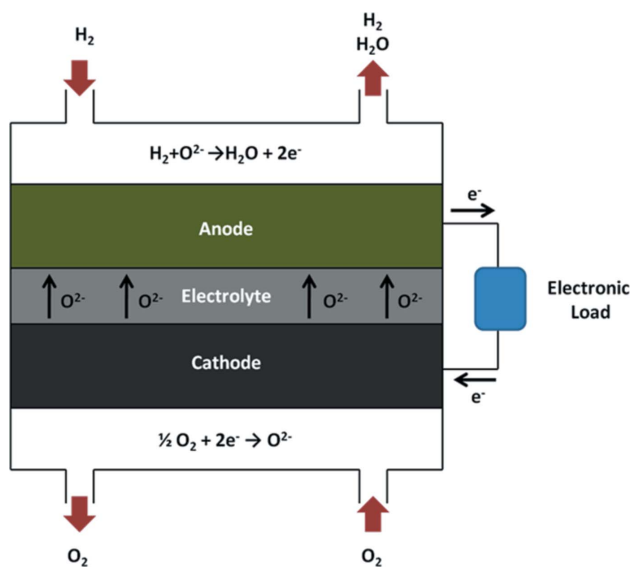 H₂
H₂
H₂O
H₂+O²⁻→H₂O + 2e⁻
e⁻
Anode
O²⁻ O²⁻ Electrolyte O²⁻ O²⁻
Electronic
Load
Cathode
e⁻
½ O₂ + 2e⁻→ O²⁻
O₂
O₂